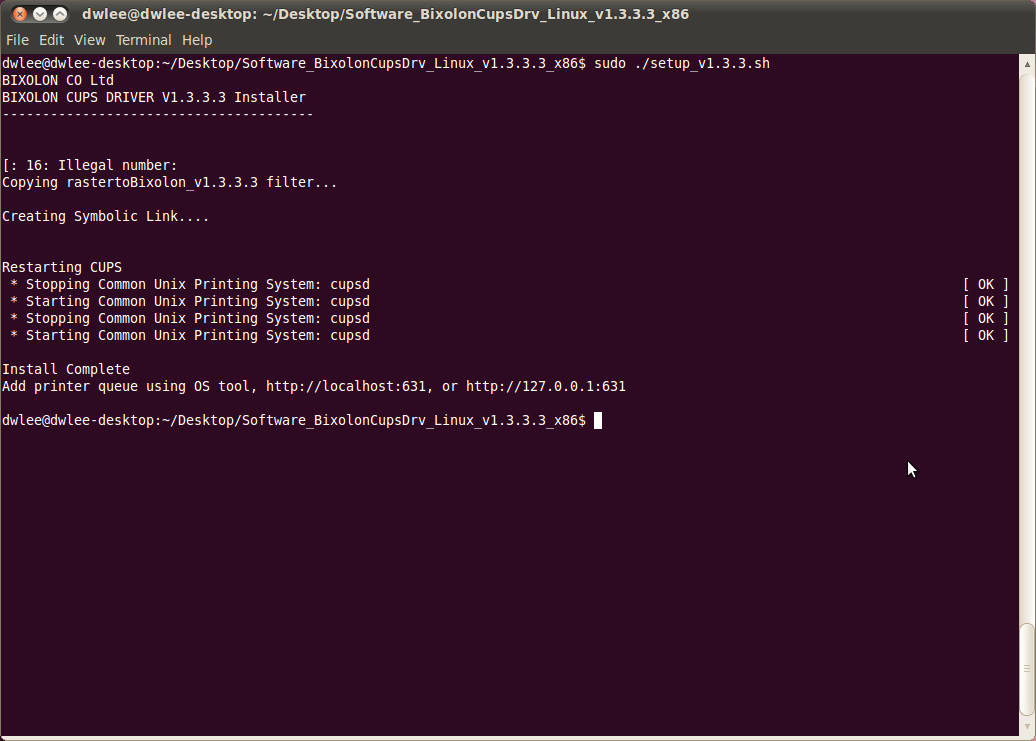 dwlee@dwlee-desktop: ~/Desktop/Software_BixolonCupsDrv_Linux_v1.3.3.3_x86
File Edit View Terminal Help
dwlee@dwlee-desktop:~/Desktop/Software_BixolonCupsDrv_Linux_v1.3.3.3_x86$ sudo ./setup_v1.3.3.sh
BIXOLON CO Ltd
BIXOLON CUPS DRIVER V1.3.3.3 Installer
---------------------------------------
[: 16: Illegal number:
Copying rastertoBixolon_v1.3.3.3 filter...
Creating Symbolic Link....
Restarting CUPS
* Stopping Common Unix Printing System: cupsd [ OK ]
* Starting Common Unix Printing System: cupsd [ OK ]
* Stopping Common Unix Printing System: cupsd [ OK ]
* Starting Common Unix Printing System: cupsd [ OK ]
Install Complete
Add printer queue using OS tool, http://localhost:631, or http://127.0.0.1:631
dwlee@dwlee-desktop:~/Desktop/Software_BixolonCupsDrv_Linux_v1.3.3.3_x86$